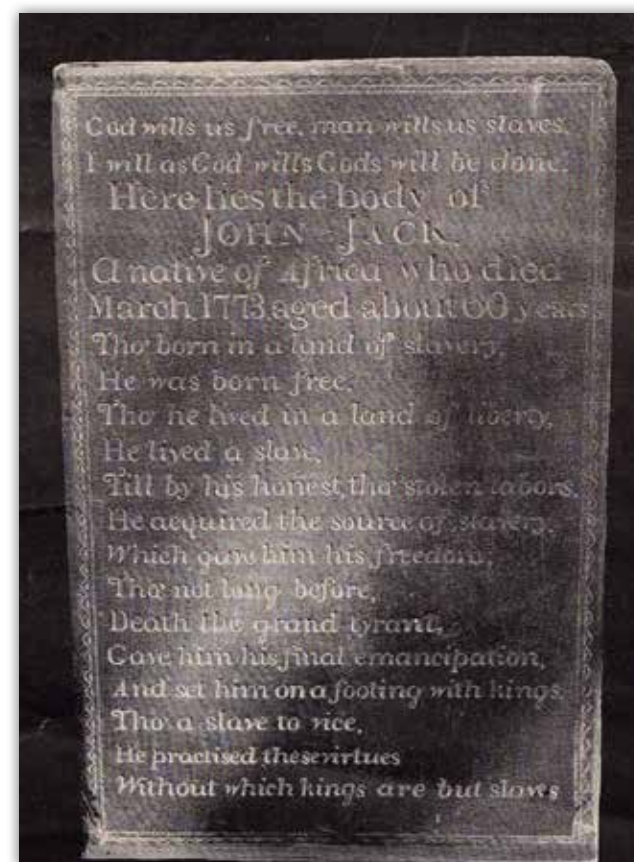 God wills us free, man wills us slaves.
I will as God wills Gods will be done.
Here lies the body of
JOHN JACK
A native of Africa who died
March 1773, aged about 60 years
Tho' born in a land of slavery,
He was born free.
Tho' he lived in a land of liberty,
He lived a slave,
Till by his honest, tho' stolen labors,
He acquired the source of slavery,
Which gave him his freedom;
Tho' not long before,
Death the grand tyrant,
Gave him his final emancipation,
And set him on a footing with kings.
Tho' a slave to vice,
He practised these virtues
Without which kings are but slaves